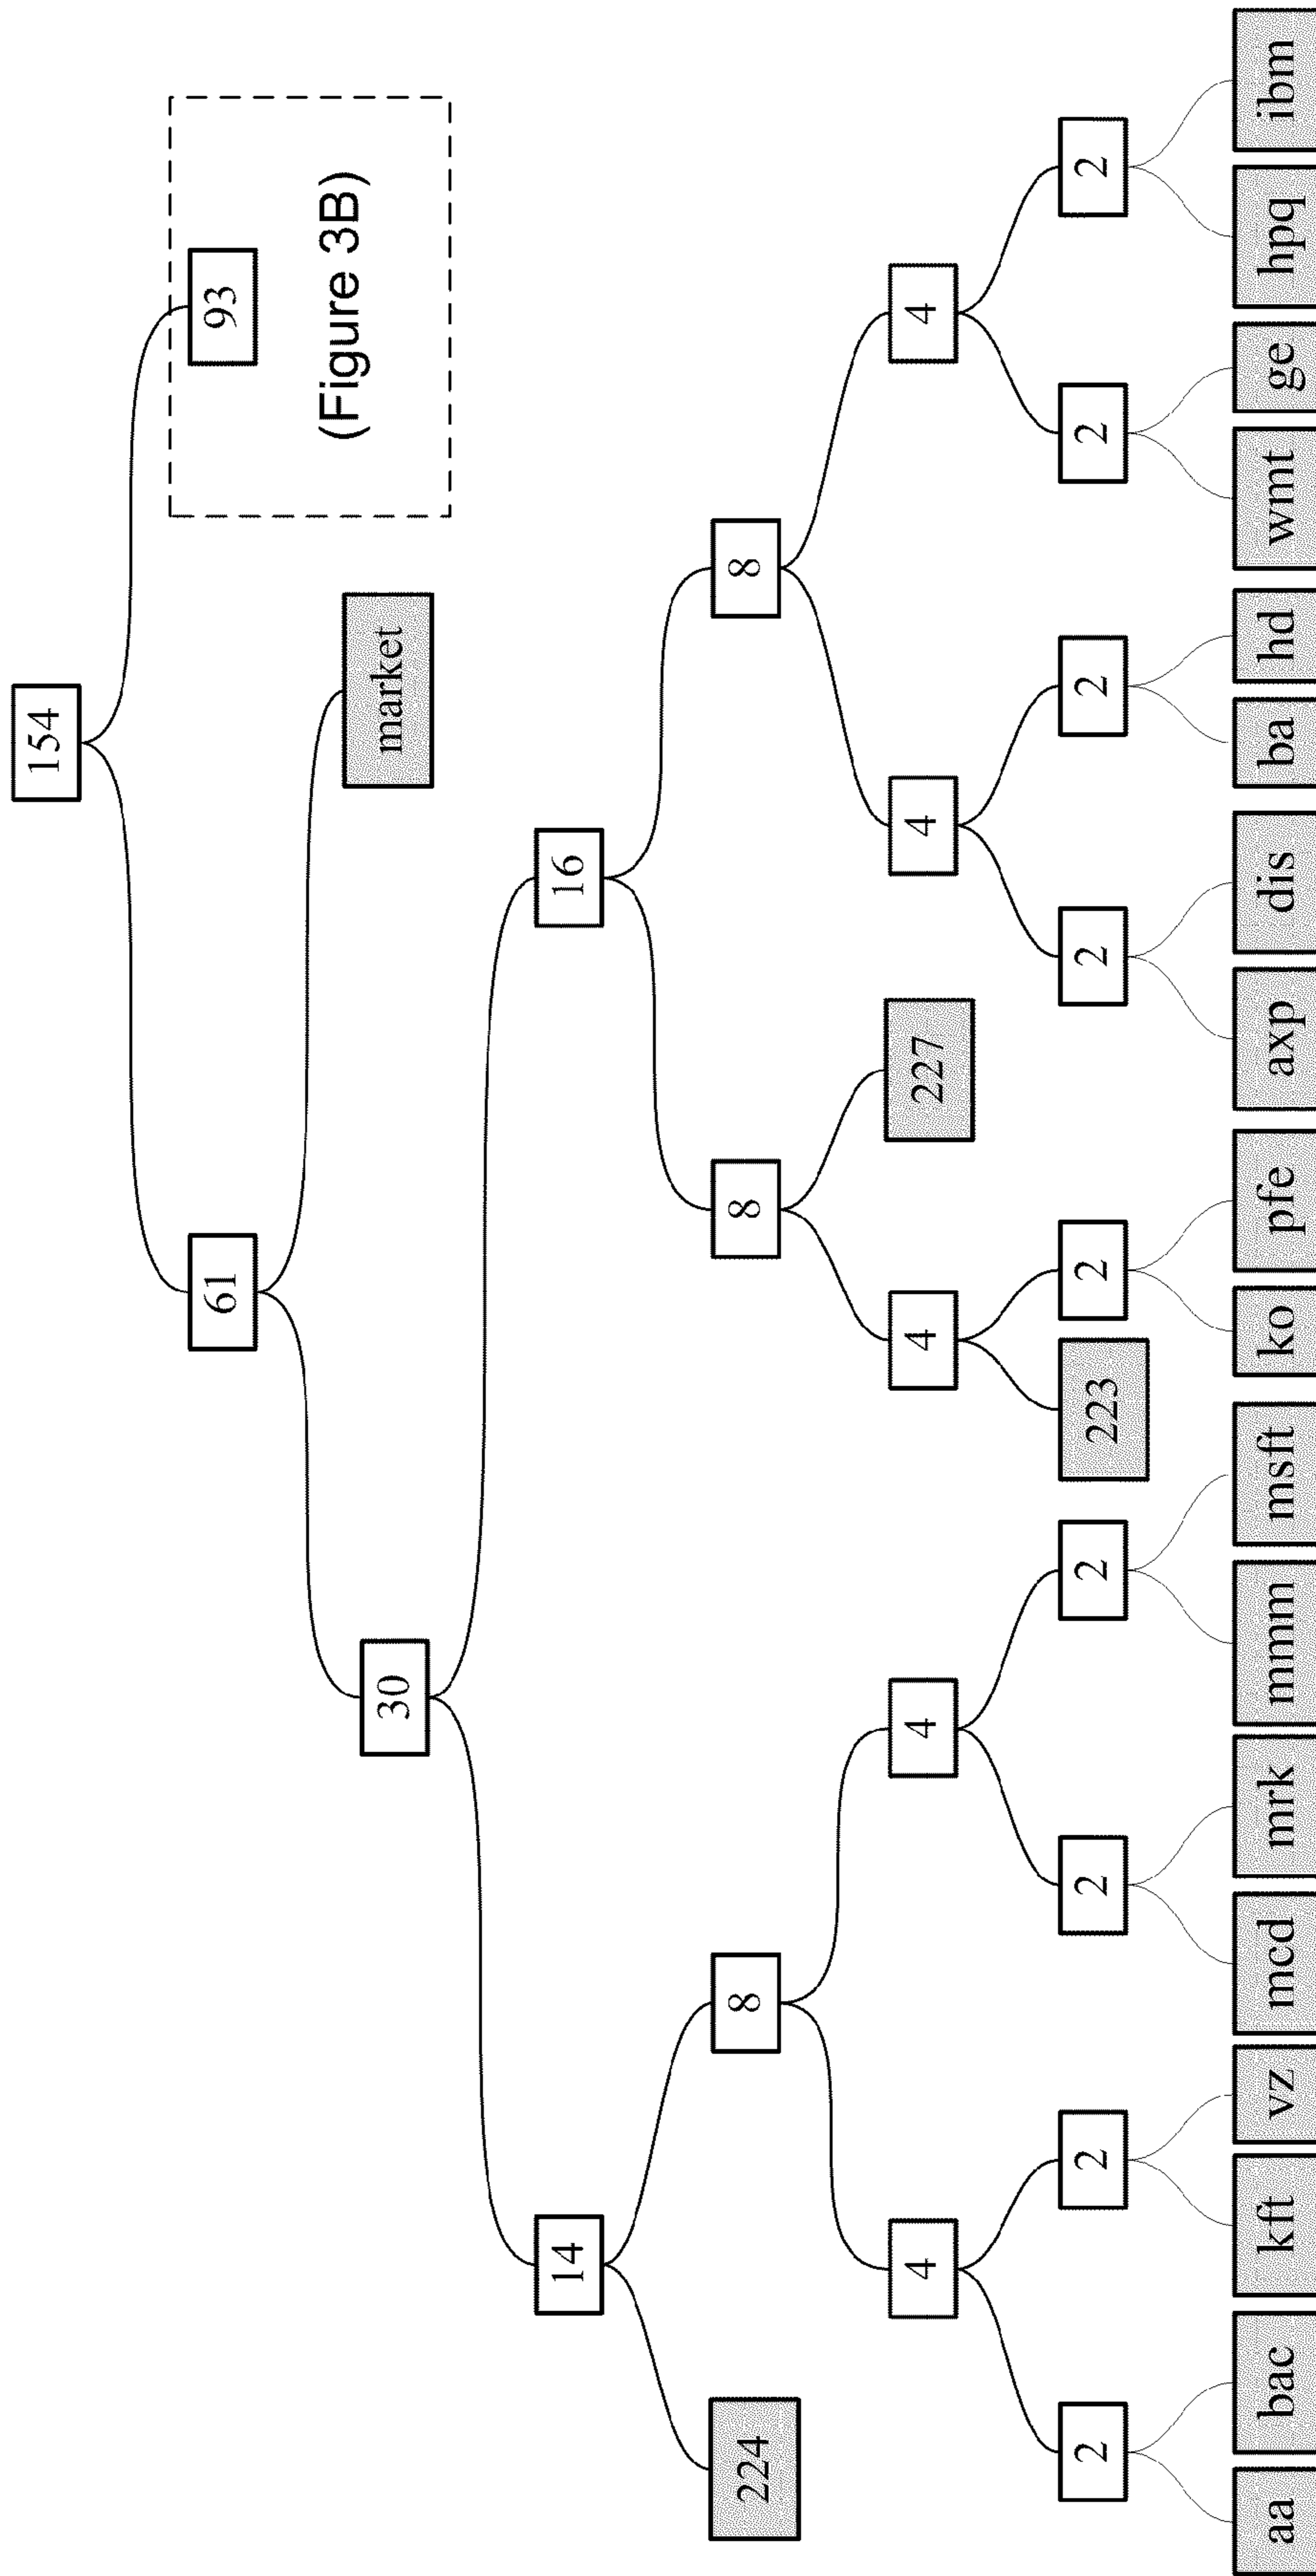 154
61
93
(Figure 3B)
30
market
14
16
224
8
8
8
4
4
4
227
4
4
2
2
2
2
223
2
2
2
2
2
aa
bac
kft
vz
mcd
mrk
mmm
msft
ko
pfe
axp
dis
ba
hd
wmt
ge
hpq
ibm